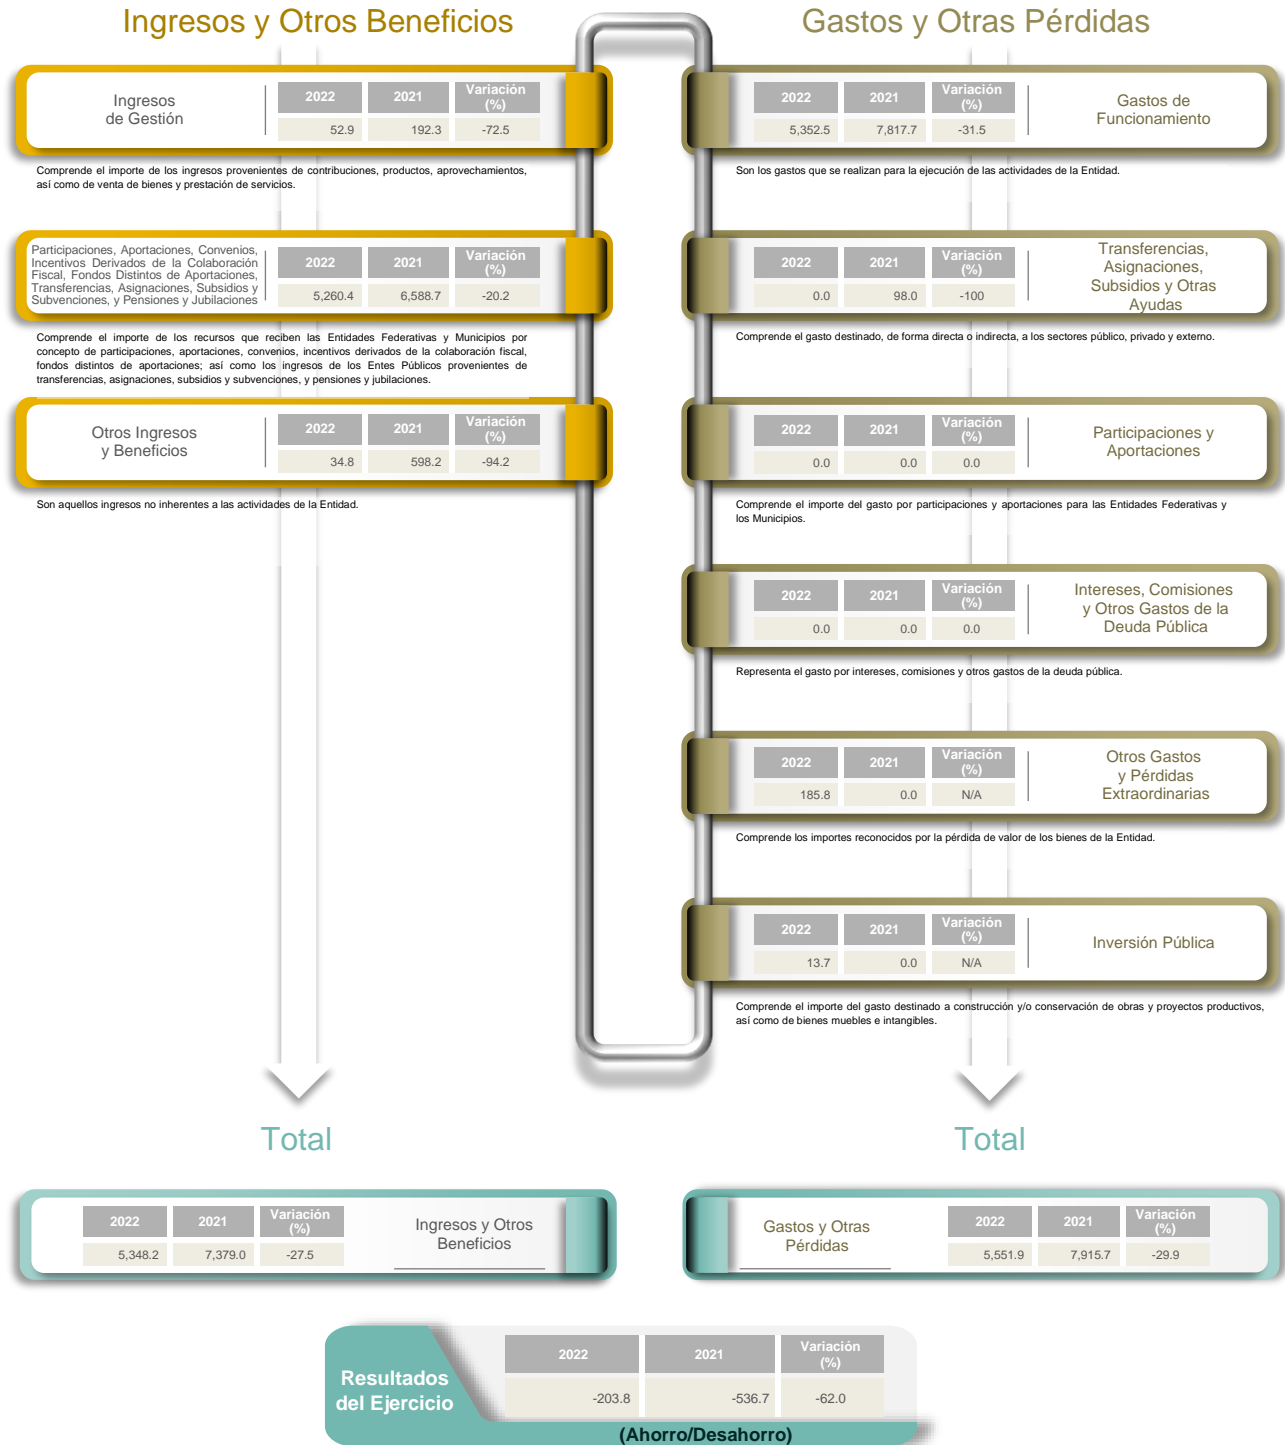 Ingresos y Otros Beneficios
Ingresos
de Gestión
2022 2021 Variación
(%)
52.9 192.3 -72.5
Comprende el importe de los ingresos provenientes de contribuciones, productos, aprovechamientos,
así como de venta de bienes y prestación de servicios.
Participaciones, Aportaciones, Convenios,
Incentivos Derivados de la Colaboración
Fiscal, Fondos Distintos de Aportaciones,
Transferencias, Asignaciones, Subsidios y
Subvenciones, y Pensiones y Jubilaciones
2022 2021 Variación
(%)
5,260.4 6,588.7 -20.2
Comprende el importe de los recursos que reciben las Entidades Federativas y Municipios por
concepto de participaciones, aportaciones, convenios, incentivos derivados de la colaboración fiscal,
fondos distintos de aportaciones; así como los ingresos de los Entes Públicos provenientes de
transferencias, asignaciones, subsidios y subvenciones, y pensiones y jubilaciones.
Otros Ingresos
y Beneficios
2022 2021 Variación
(%)
34.8 598.2 -94.2
Son aquellos ingresos no inherentes a las actividades de la Entidad.
Gastos y Otras Pérdidas
2022 2021 Variación
(%)
5,352.5 7,817.7 -31.5
Gastos de
Funcionamiento
Son los gastos que se realizan para la ejecución de las actividades de la Entidad.
2022 2021 Variación
(%)
0.0 98.0 -100
Transferencias,
Asignaciones,
Subsidios y Otras
Ayudas
Comprende el gasto destinado, de forma directa o indirecta, a los sectores público, privado y externo.
2022 2021 Variación
(%)
0.0 0.0 0.0
Participaciones y
Aportaciones
Comprende el importe del gasto por participaciones y aportaciones para las Entidades Federativas y
los Municipios.
2022 2021 Variación
(%)
0.0 0.0 0.0
Intereses, Comisiones
y Otros Gastos de la
Deuda Pública
Representa el gasto por intereses, comisiones y otros gastos de la deuda pública.
2022 2021 Variación
(%)
185.8 0.0 N/A
Otros Gastos
y Pérdidas
Extraordinarias
Comprende los importes reconocidos por la pérdida de valor de los bienes de la Entidad.
2022 2021 Variación
(%)
13.7 0.0 N/A
Inversión Pública
Comprende el importe del gasto destinado a construcción y/o conservación de obras y proyectos productivos,
así como de bienes muebles e intangibles.
Total
2022 2021 Variación
(%)
5,348.2 7,379.0 -27.5
Ingresos y Otros
Beneficios
Total
Gastos y Otras
Pérdidas
2022 2021 Variación
(%)
5,551.9 7,915.7 -29.9
Resultados
del Ejercicio
2022 2021 Variación
(%)
-203.8 -536.7 -62.0
(Ahorro/Desahorro)